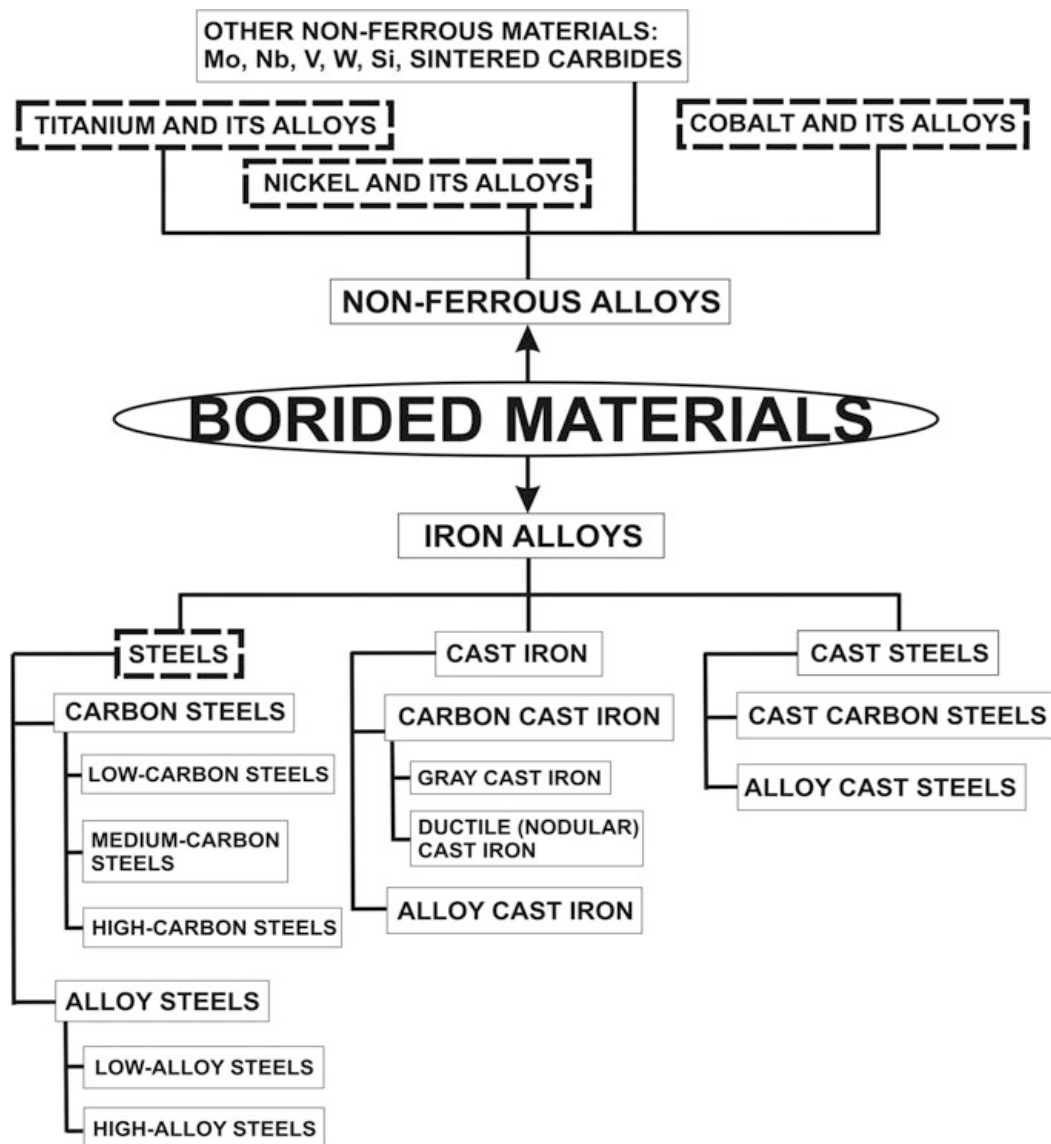 OTHER NON-FERROUS MATERIALS:
Mo, Nb, V, W, Si, SINTERED CARBIDES
TITANIUM AND ITS ALLOYS
COBALT AND ITS ALLOYS
NICKEL AND ITS ALLOYS
NON-FERROUS ALLOYS
BORIDED MATERIALS
IRON ALLOYS
STEELS
CARBON STEELS
LOW-CARBON STEELS
MEDIUM-CARBON
STEELS
HIGH-CARBON STEELS
ALLOY STEELS
LOW-ALLOY STEELS
HIGH-ALLOY STEELS
CAST IRON
CARBON CAST IRON
GRAY CAST IRON
DUCTILE (NODULAR)
CAST IRON
ALLOY CAST IRON
CAST STEELS
CAST CARBON STEELS
ALLOY CAST STEELS